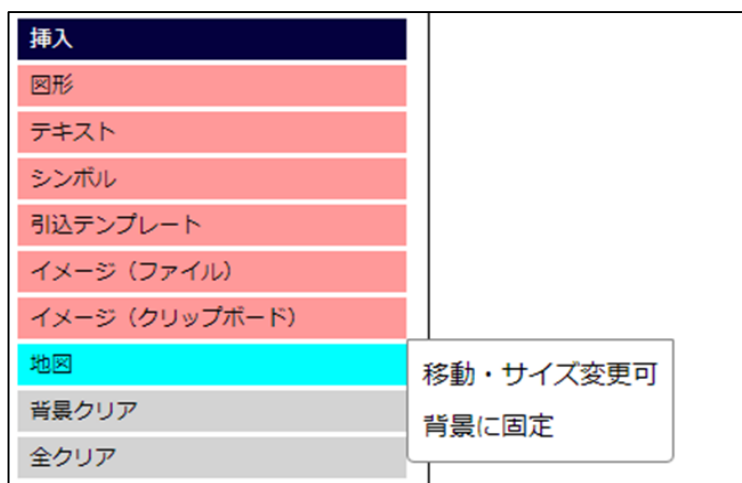 挿入
図形
テキスト
シンボル
引込テンプレート
イメージ（ファイル）
イメージ（クリップボード）
地図
移動・サイズ変更可
背景クリア
背景に固定
全クリア